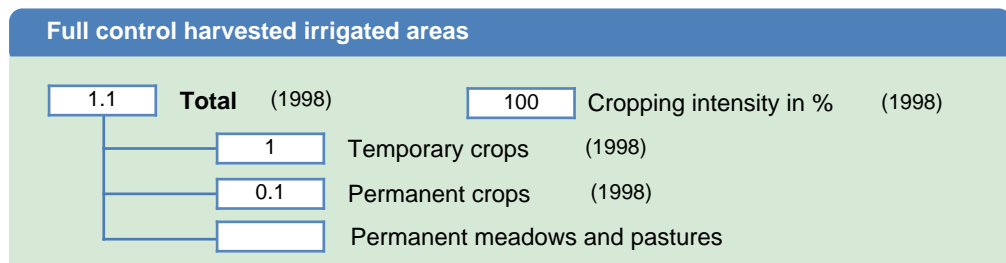 Full control harvested irrigated areas
1.1 Total (1998) 100 Cropping intensity in % (1998)
1 Temporary crops (1998)
0.1 Permanent crops (1998)
Permanent meadows and pastures